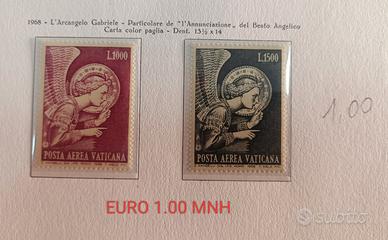 1968 - L'Arcangelo Gabriele - Particolare de "l'Annunciazione„ del Beato Angelico
Carta color paglia - Dent. 13½ x 14
L.1000
POSTA AEREA VATICANA
L.1500
POSTA AEREA VATICANA
1,00
EURO 1.00 MNH
subito